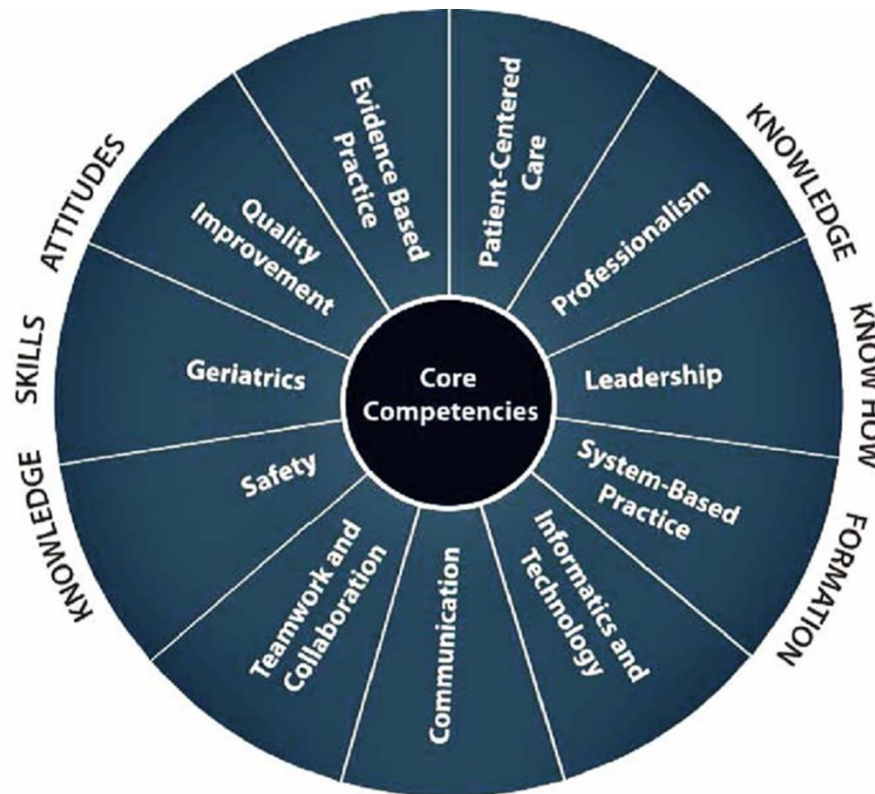 Core
Competencies
Patient-Centered
Care
Professionalism
Leadership
System-Based
Practice
Informatics and
Technology
Communication
Teamwork and
Collaboration
Safety
Geriatrics
Quality
Improvement
Evidence Based
Practice
KNOWLEDGE
KNOW HOW
FORMATION
KNOWLEDGE
SKILLS
ATTITUDES